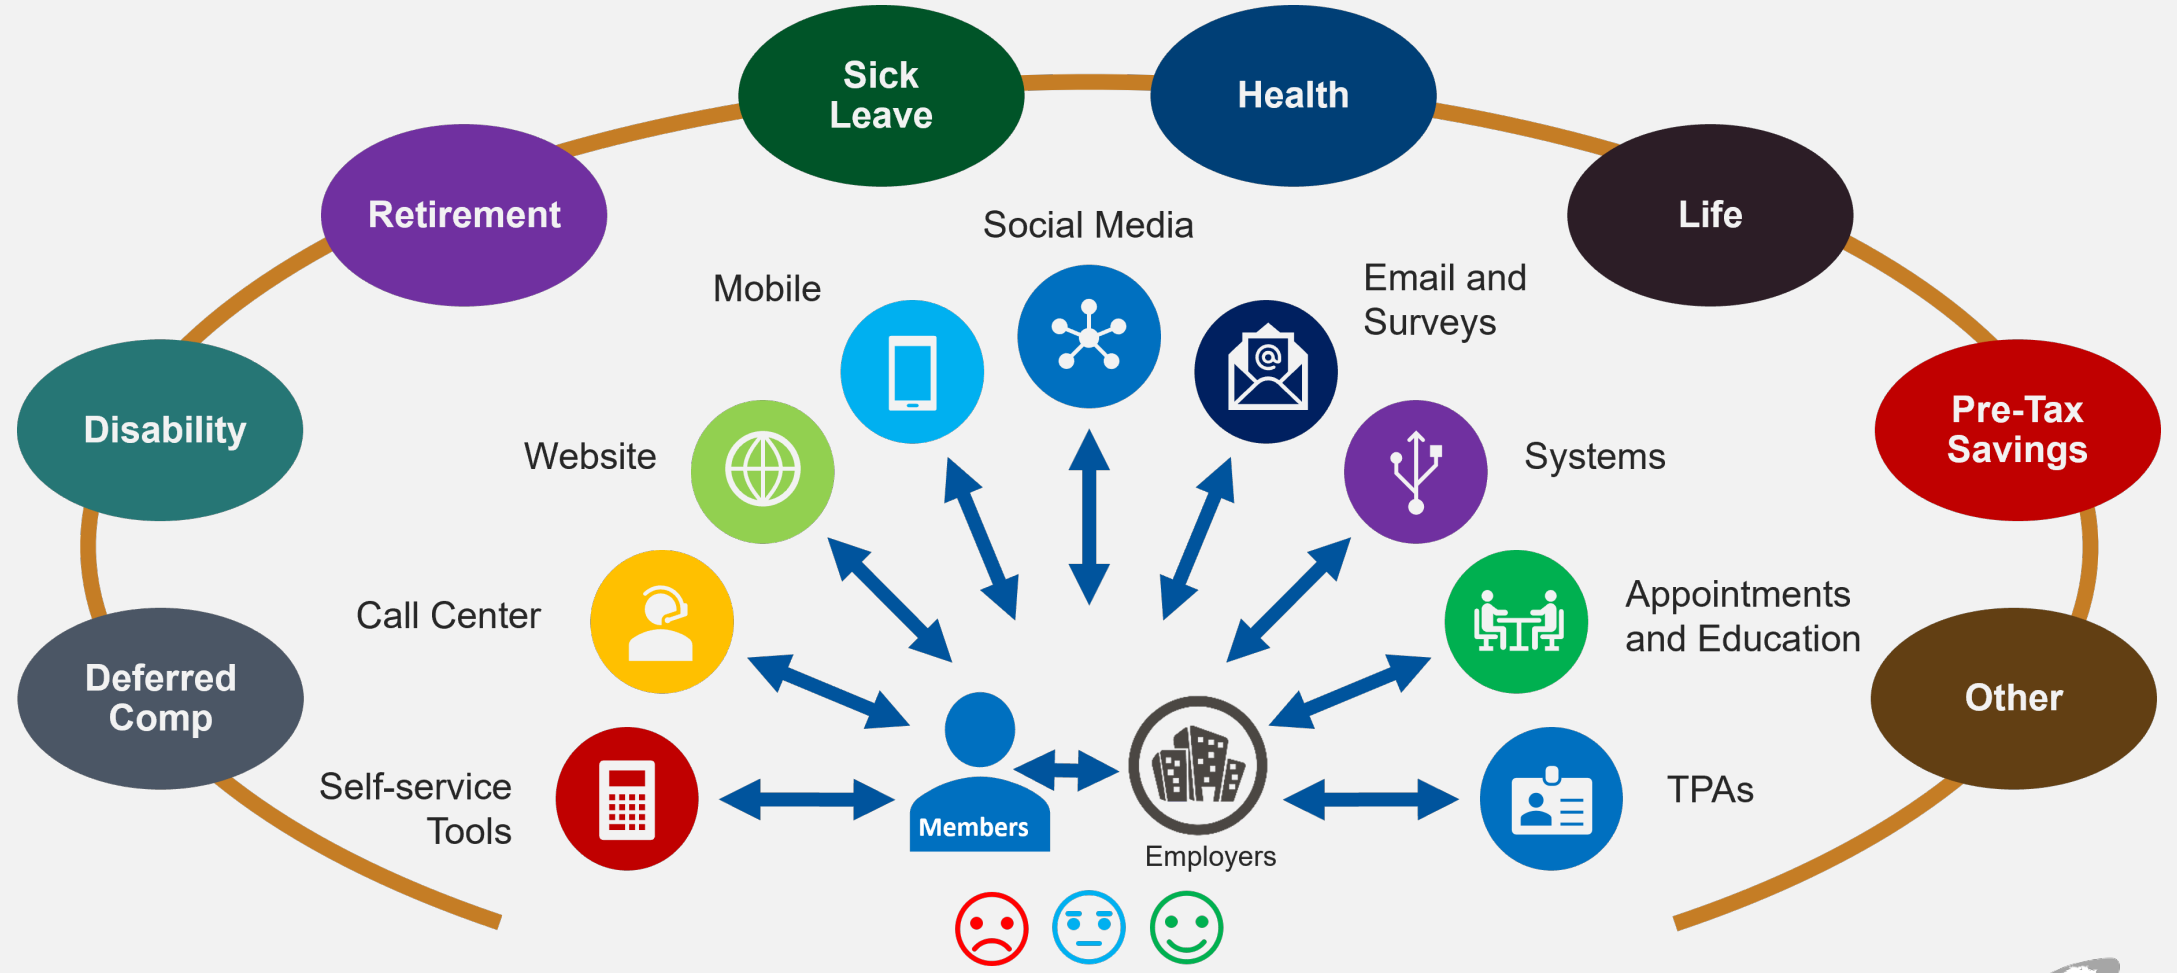 Sick
Leave
Health
Retirement
Life
Social Media
Mobile
Email and
Surveys
Disability
Pre-Tax
Savings
Website
Systems
Call Center
Appointments
and Education
Deferred
Comp
Other
Self-service
Tools
TPAs
Members
Employers
@